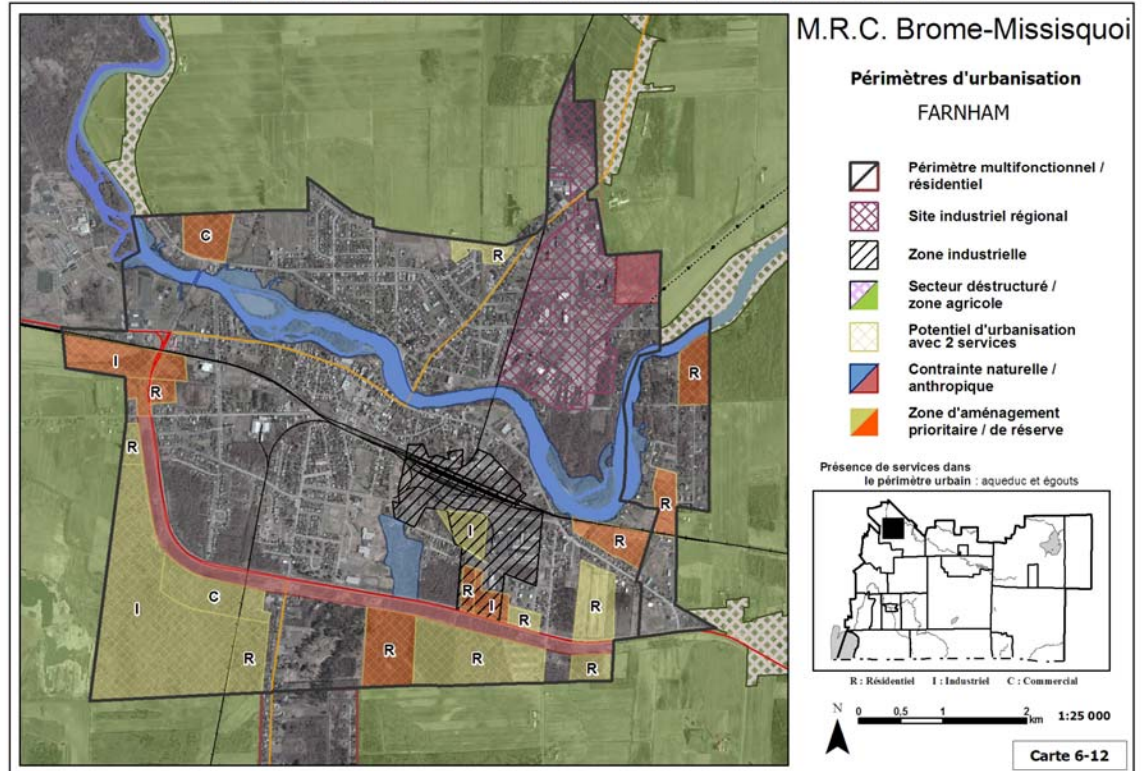 M.R.C. Brome-Missisquoi
Périmètres d'urbanisation
FARNHAM
Périmètre multifonctionnel /
résidentiel
Site industriel régional
Zone industrielle
Secteur déstructuré /
zone agricole
Potentiel d'urbanisation
avec 2 services
Contrainte naturelle /
anthropique
Zone d'aménagement
prioritaire / de réserve
Présence de services dans
le périmètre urbain : aqueduc et égouts
R : Résidentiel I : Industriel C : Commercial
N
0 0,5 1 2
km
1:25 000
Carte 6-12
C
R
I
R
R
R
R
I
R
C
R
I
R
I
R
R
R
R
R